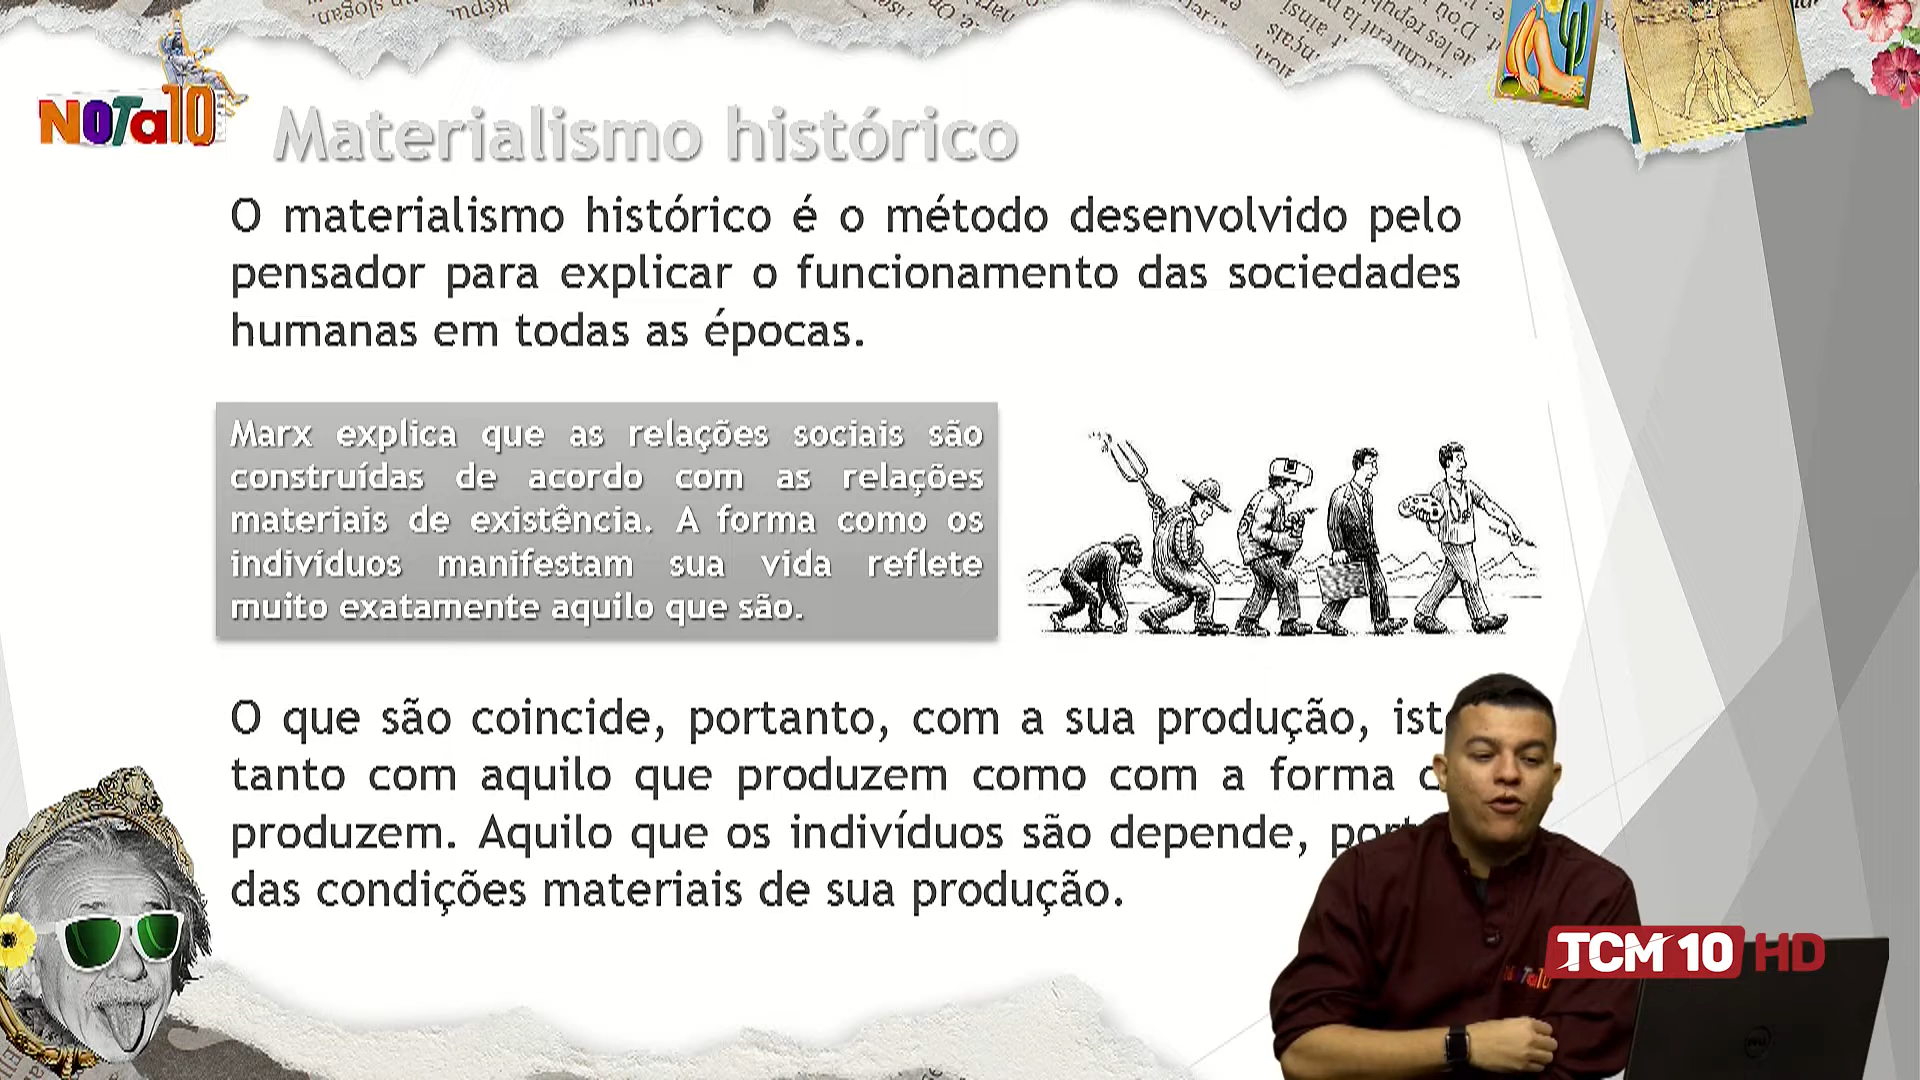 NOTa10
Materialismo histórico
O materialismo histórico é o método desenvolvido pelo
pensador para explicar o funcionamento das sociedades
humanas em todas as épocas.
Marx explica que as relações sociais são
construídas de acordo com as relações
materiais de existência. A forma como os
indivíduos manifestam sua vida reflete
muito exatamente aquilo que são.
O que são coincide, portanto, com a sua produção,
tanto com aquilo que produzem como com a forma
produzem. Aquilo que os indivíduos são depende,
das condições materiais de sua produção.
TCM 10 HD